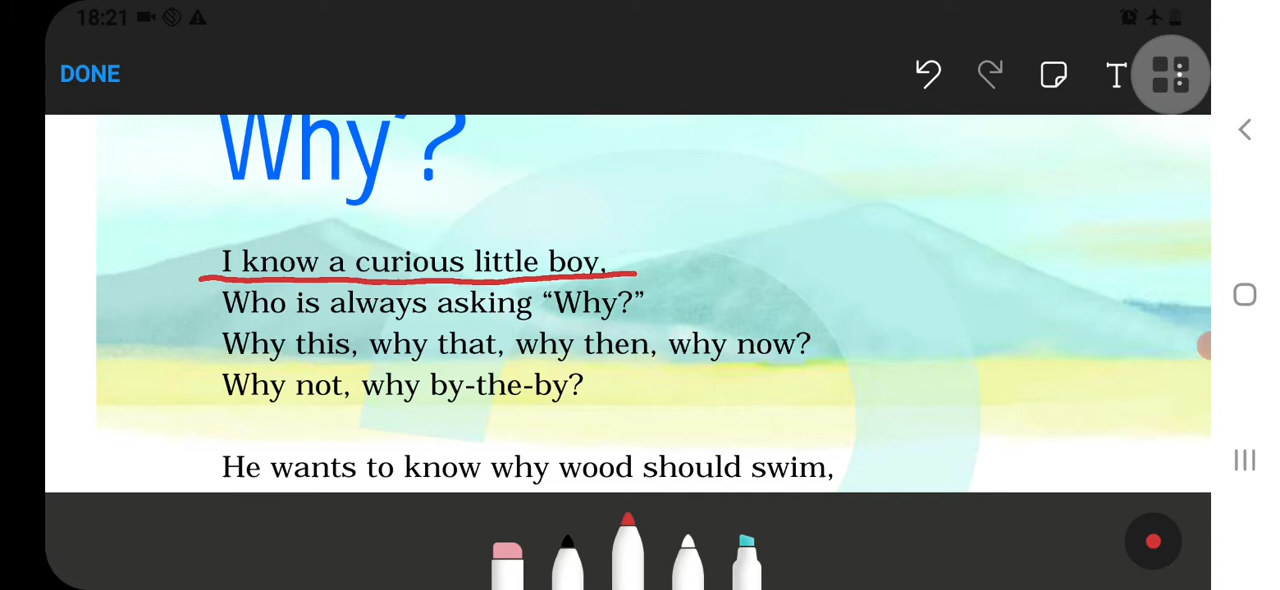 18:21
DONE
T
Why?
I know a curious little boy,
Who is always asking “Why?”
Why this, why that, why then, why now?
Why not, why by-the-by?
He wants to know why wood should swim,